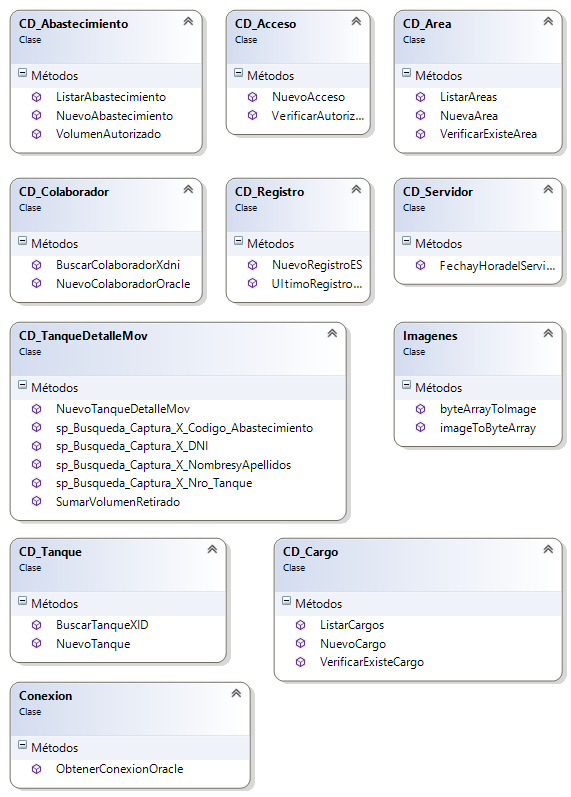 CD_Abastecimiento
Clase
Métodos
ListarAbastecimiento
NuevoAbastecimiento
VolumenAutorizado
CD_Acceso
Clase
Métodos
NuevoAcceso
VerificarAutoriz...
CD_Area
Clase
Métodos
ListarAreas
NuevaArea
VerificarExisteArea
CD_Colaborador
Clase
Métodos
BuscarColaboradorXdni
NuevoColaboradorOracle
CD_Registro
Clase
Métodos
NuevoRegistroES
UltimoRegistro...
CD_Servidor
Clase
Métodos
FechayHoradelServi...
CD_TanqueDetalleMov
Clase
Métodos
NuevoTanqueDetalleMov
sp_Busqueda_Captura_X_Codigo_Abastecimiento
sp_Busqueda_Captura_X_DNI
sp_Busqueda_Captura_X_NombresyApellidos
sp_Busqueda_Captura_X_Nro_Tanque
SumarVolumenRetirado
Imagenes
Clase
Métodos
byteArrayToImage
imageToByteArray
CD_Tanque
Clase
Métodos
BuscarTanqueXID
NuevoTanque
CD_Cargo
Clase
Métodos
ListarCargos
NuevoCargo
VerificarExisteCargo
Conexion
Clase
Métodos
ObtenerConexionOracle